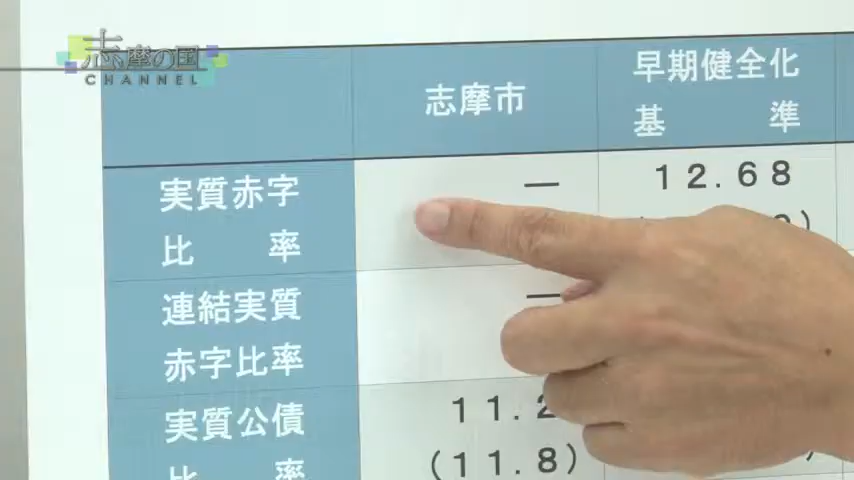 志摩の国
CHANNEL
志摩市
早期健全化
基準
実質赤字
比率
—
12.68
連結実質
赤字比率
—
実質公債
比率
11.2
(11.8)